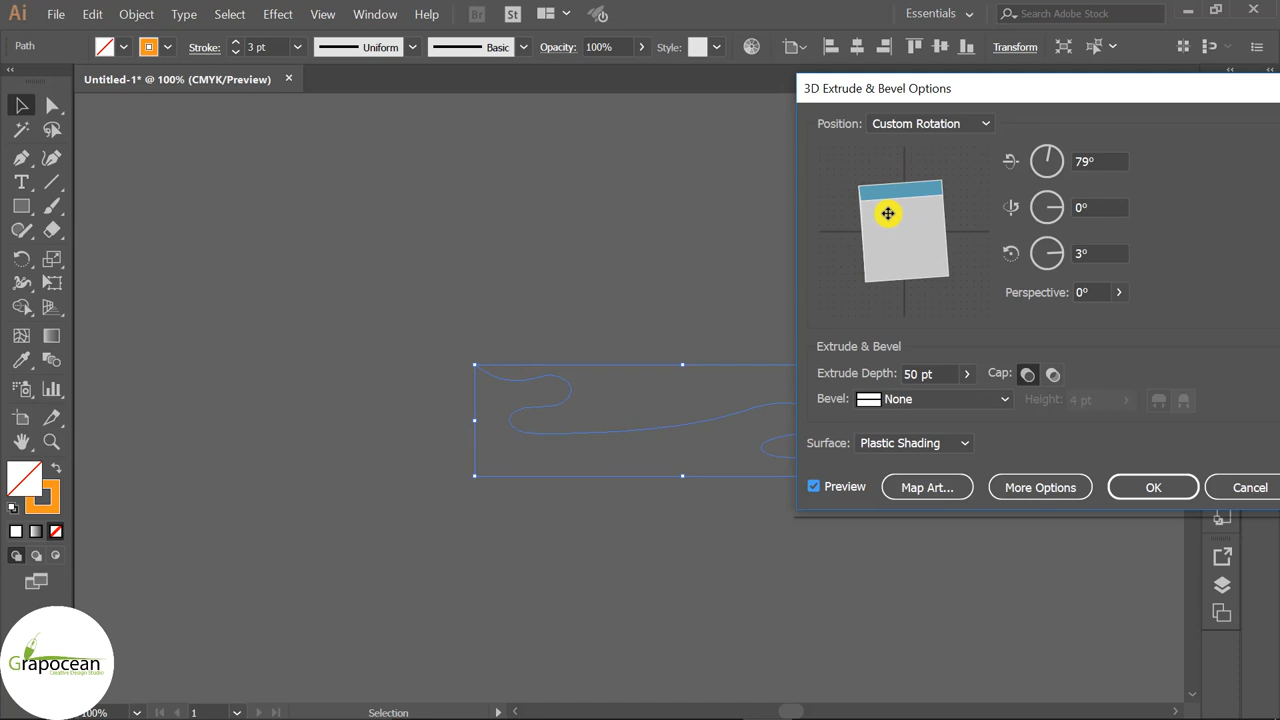 Ai File Edit Object Type Select Effect View Window Help Br St Essentials Search Adobe Stock
Path Stroke: 3 pt Uniform Basic Opacity: 100% Style: Transform
Untitled-1* @ 100% (CMYK/Preview)
3D Extrude & Bevel Options
Position: Custom Rotation
79°
0°
3°
Perspective: 0°
Extrude & Bevel
Extrude Depth: 50 pt Cap:
Bevel: None Height: 4 pt
Surface: Plastic Shading
Preview Map Art... More Options OK Cancel
Grapocean
Creative Design Studio
100% 1 Selection